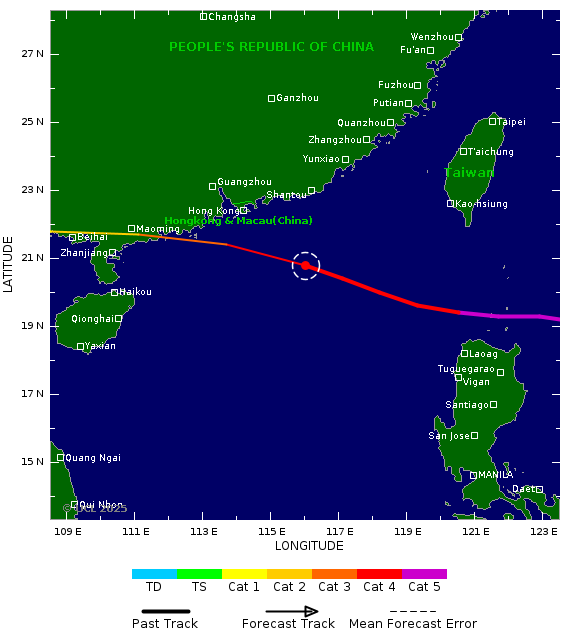 Changsha
Wenzhou
27 N
PEOPLE'S REPUBLIC OF CHINA
Fu'an
Fuzhou
Ganzhou
Putian
25 N
Quanzhou
Taipei
Zhangzhou
T'aichung
Yunxiao
Taiwan
Guangzhou
23 N
Shantou
Kao-hsiung
Hong Kong
Hongkong & Macau(China)
Maoming
Beihai
Zhanjiang
21 N
LATITUDE
Haikou
Qionghai
19 N
Yaxian
Laoag
Tuguegarao
Vigan
17 N
Santiago
San Jose
Quang Ngai
15 N
MANILA
Daet
Qui Nhon
2025
109 E 111 E 113 E 115 E 117 E 119 E 121 E 123 E
LONGITUDE
TD TS Cat 1 Cat 2 Cat 3 Cat 4 Cat 5
Past Track Forecast Track Mean Forecast Error